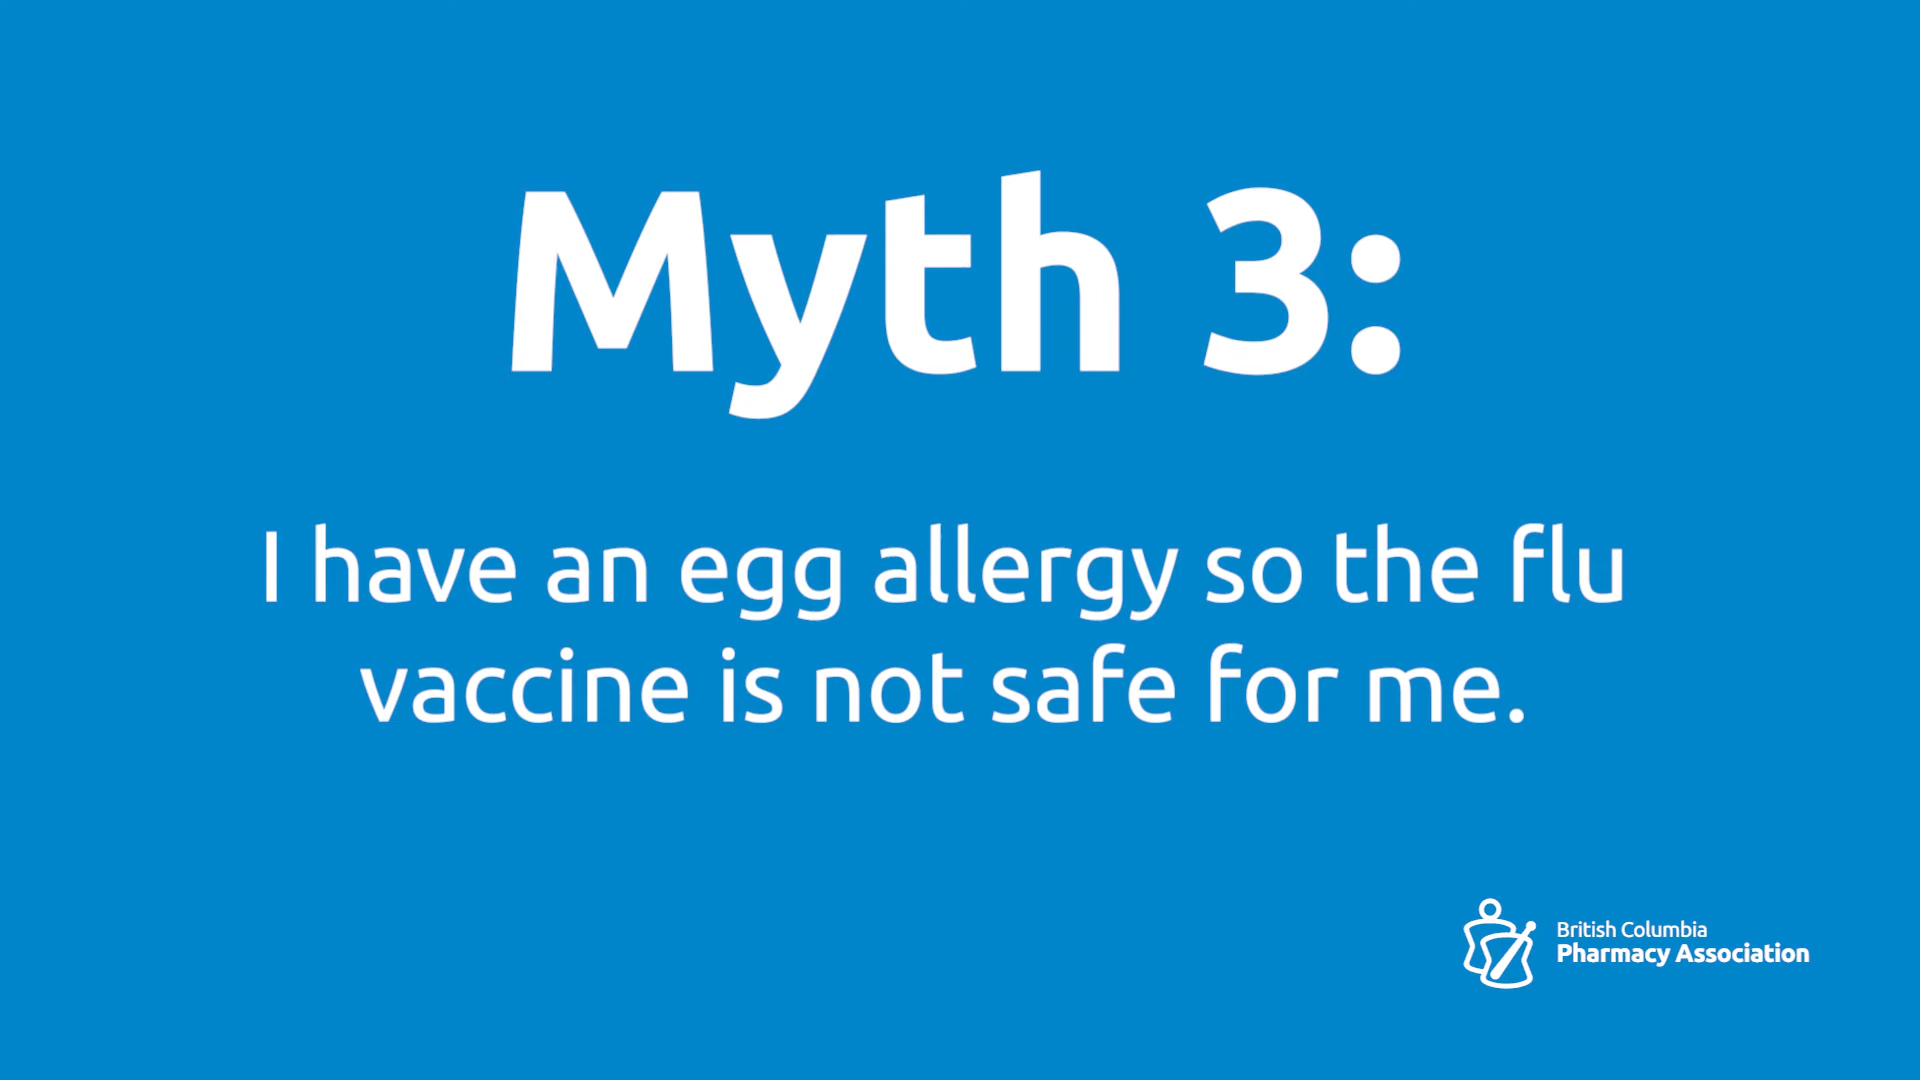 Myth 3:
I have an egg allergy so the flu
vaccine is not safe for me.
British Columbia
Pharmacy Association